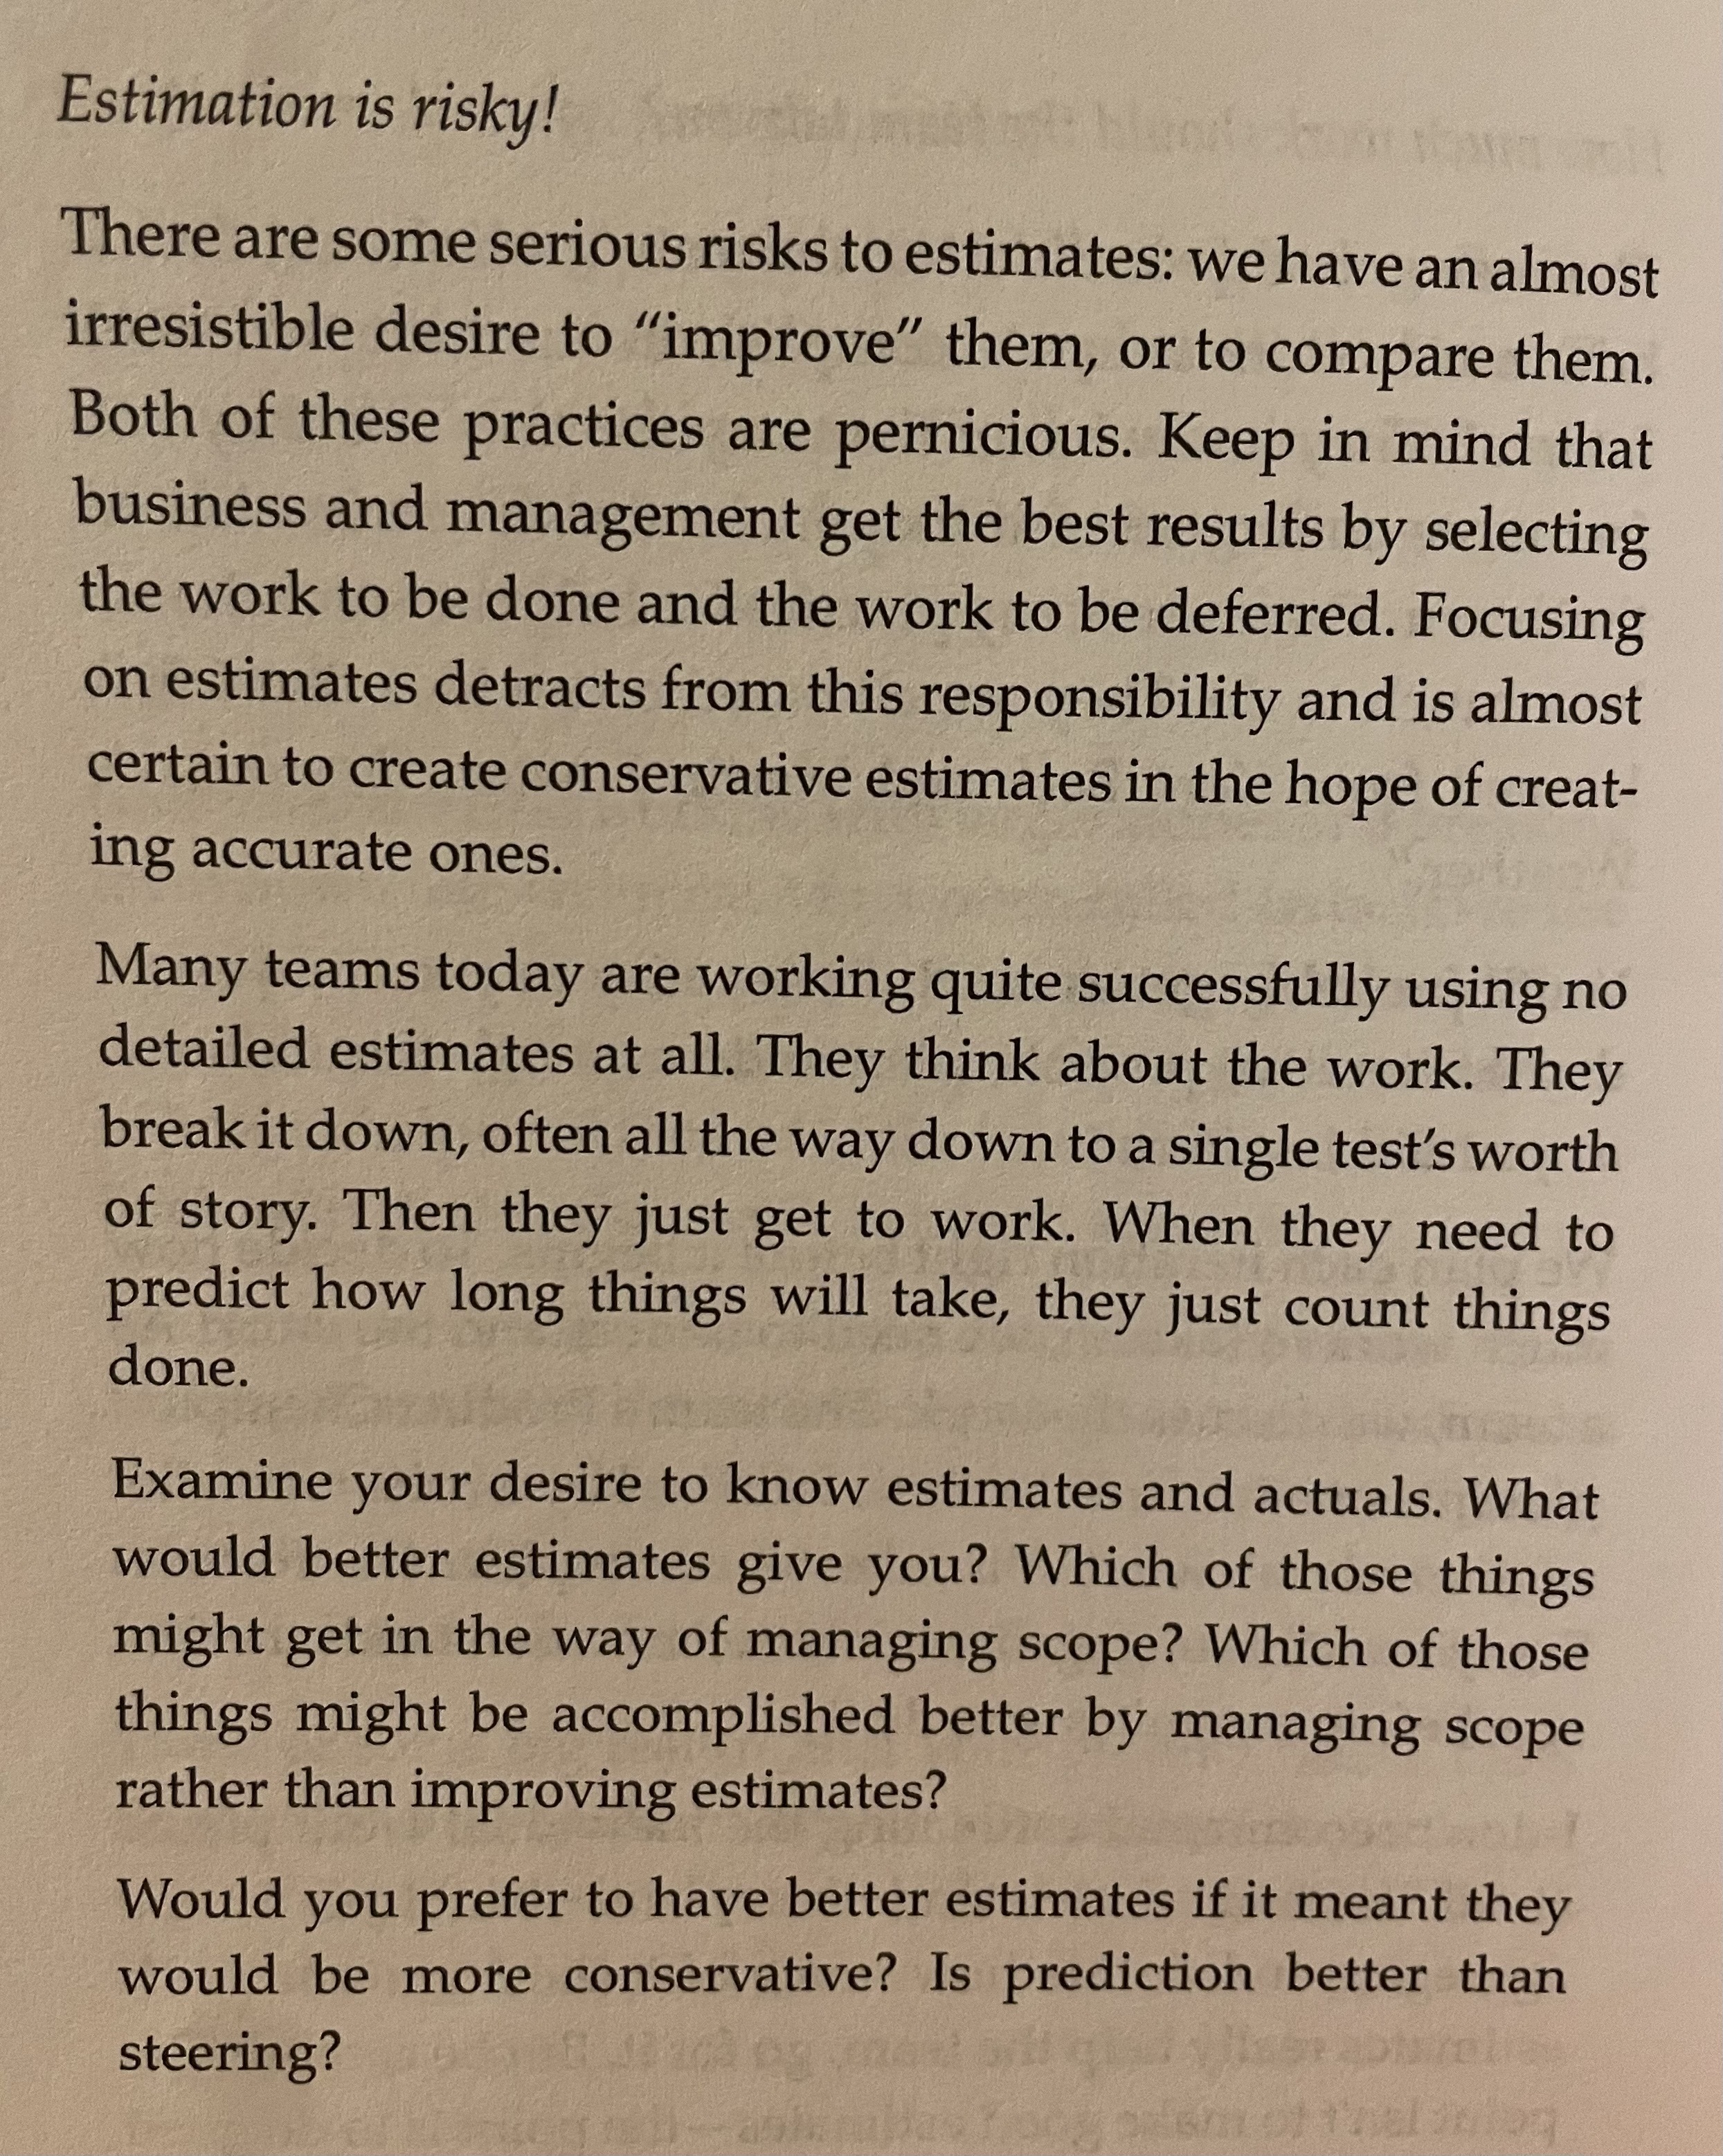 Estimation is risky!
There are some serious risks to estimates: we have an almost
irresistible desire to “improve” them, or to compare them.
Both of these practices are pernicious. Keep in mind that
business and management get the best results by selecting
the work to be done and the work to be deferred. Focusing
on estimates detracts from this responsibility and is almost
certain to create conservative estimates in the hope of creat-
ing accurate ones.
Many teams today are working quite successfully using no
detailed estimates at all. They think about the work. They
break it down, often all the way down to a single test’s worth
of story. Then they just get to work. When they need to
predict how long things will take, they just count things
done.
Examine your desire to know estimates and actuals. What
would better estimates give you? Which of those things
might get in the way of managing scope? Which of those
things might be accomplished better by managing scope
rather than improving estimates?
Would you prefer to have better estimates if it meant they
would be more conservative? Is prediction better than
steering?